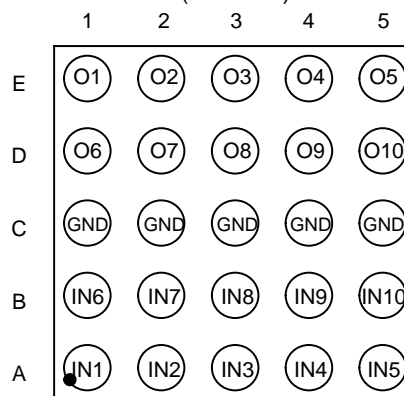 1 2 3 4 5
E O1 O2 O3 O4 O5
D O6 O7 O8 O9 O10
C GND GND GND GND GND
B IN6 IN7 IN8 IN9 IN10
A IN1 IN2 IN3 IN4 IN5